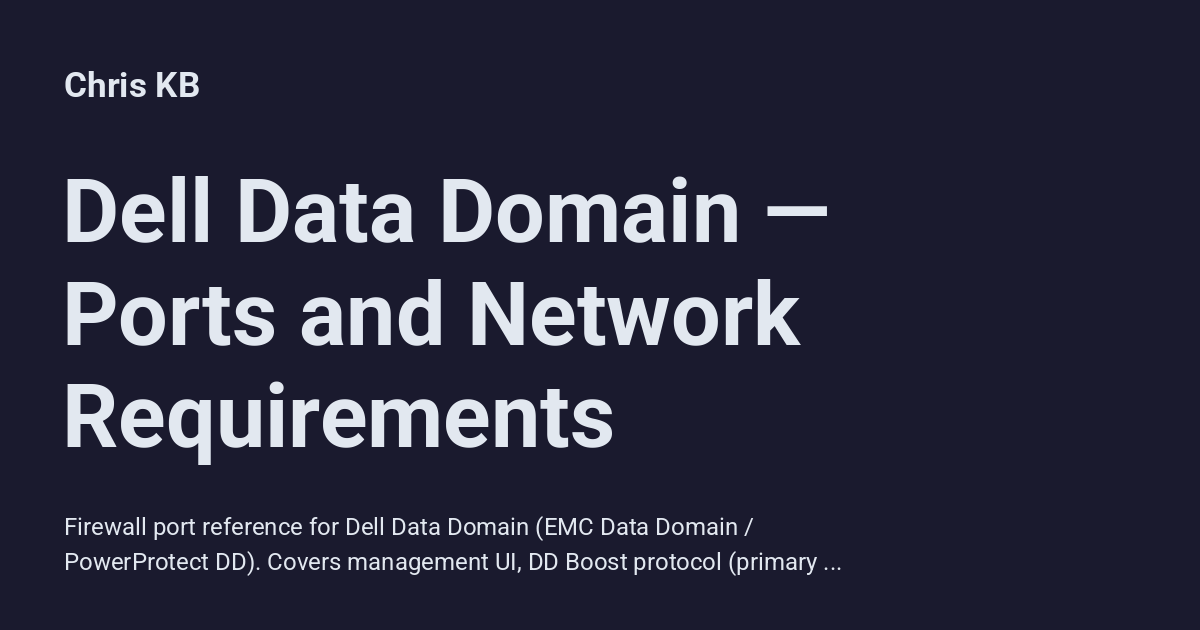 Chris KB
Dell Data Domain —
Ports and Network
Requirements
Firewall port reference for Dell Data Domain (EMC Data Domain /
PowerProtect DD). Covers management UI, DD Boost protocol (primary ...